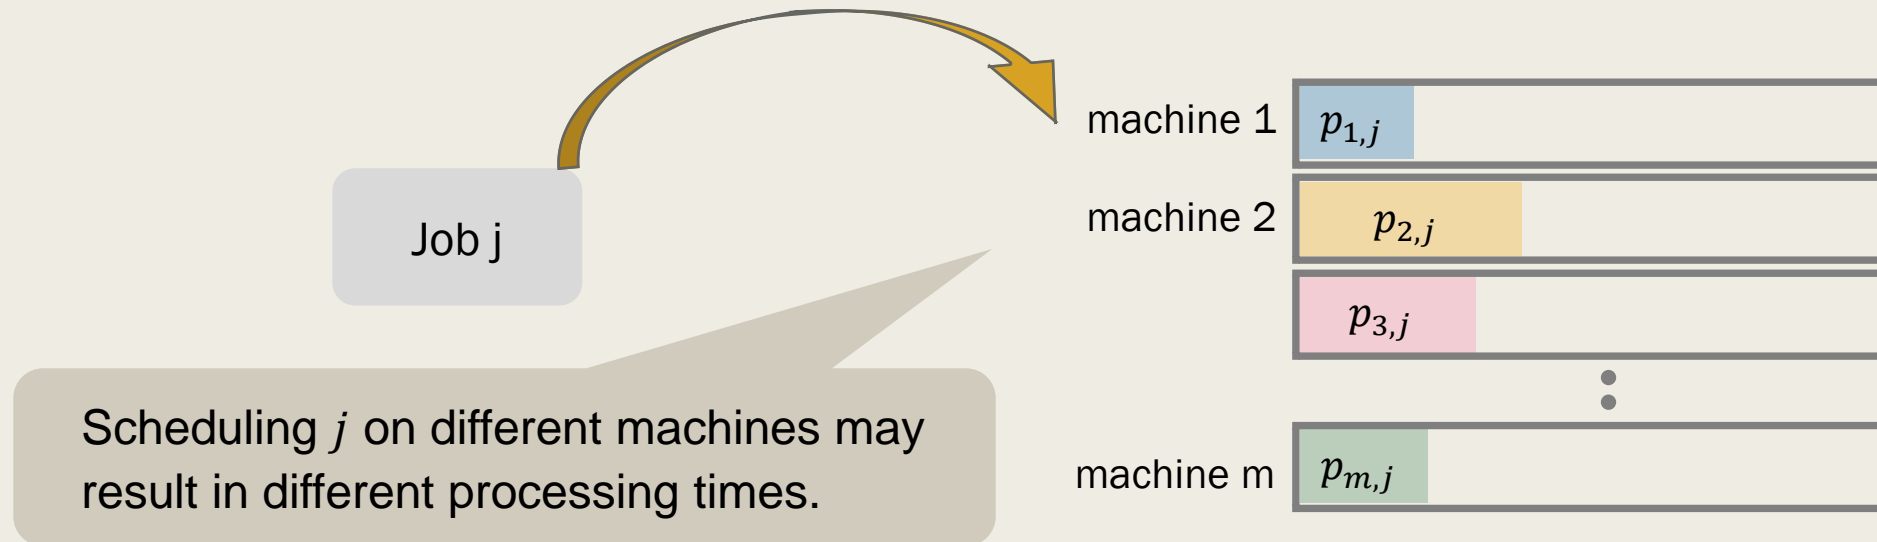 machine 1
p₁,ⱼ
machine 2
p₂,ⱼ
Job j
p₃,ⱼ
Scheduling j on different machines may
result in different processing times.
machine m
pₘ,ⱼ